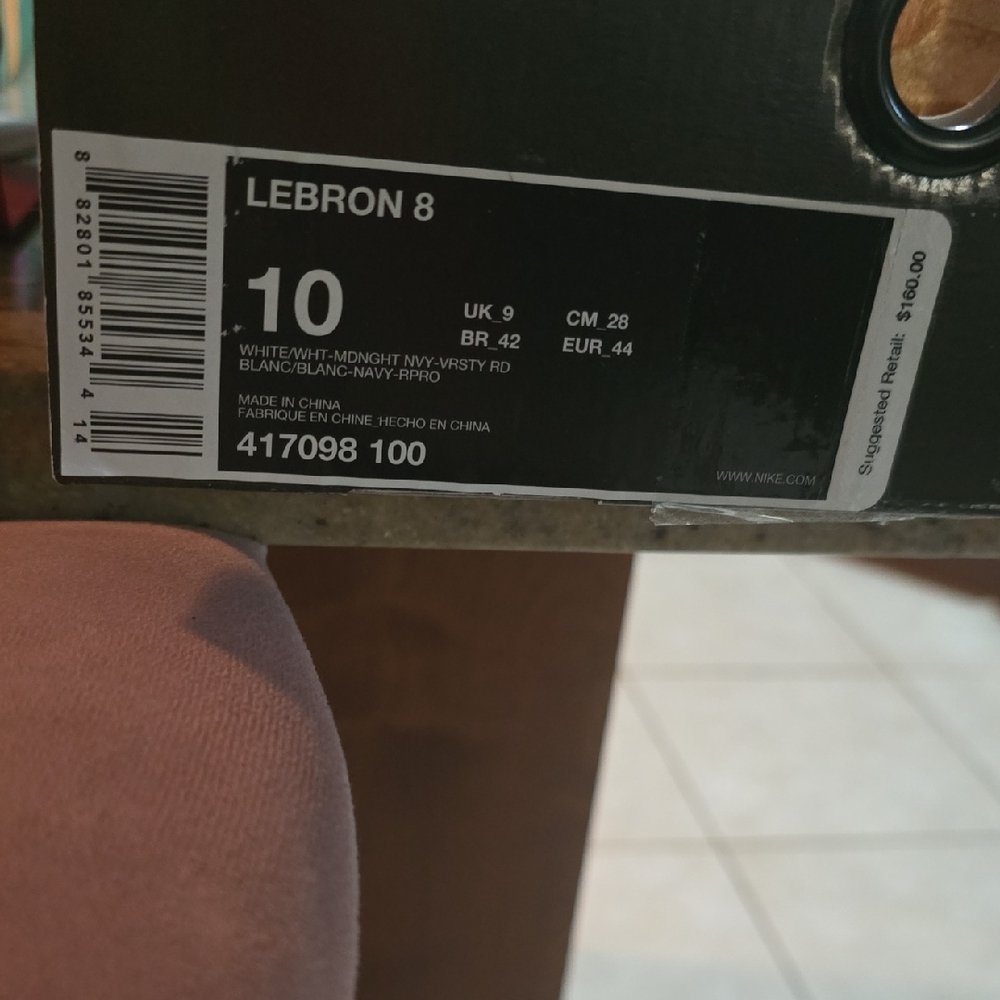 8 82801 85534 4 14
LEBRON 8
10
UK_9 CM_28
BR_42 EUR_44
WHITE/WHT-MDNGHT NVY-VRSTY RD
BLANC/BLANC-NAVY-RPRO
MADE IN CHINA
FABRIQUE EN CHINE_HECHO EN CHINA
417098 100
WWW.NIKE.COM
Suggested Retail: $160.00